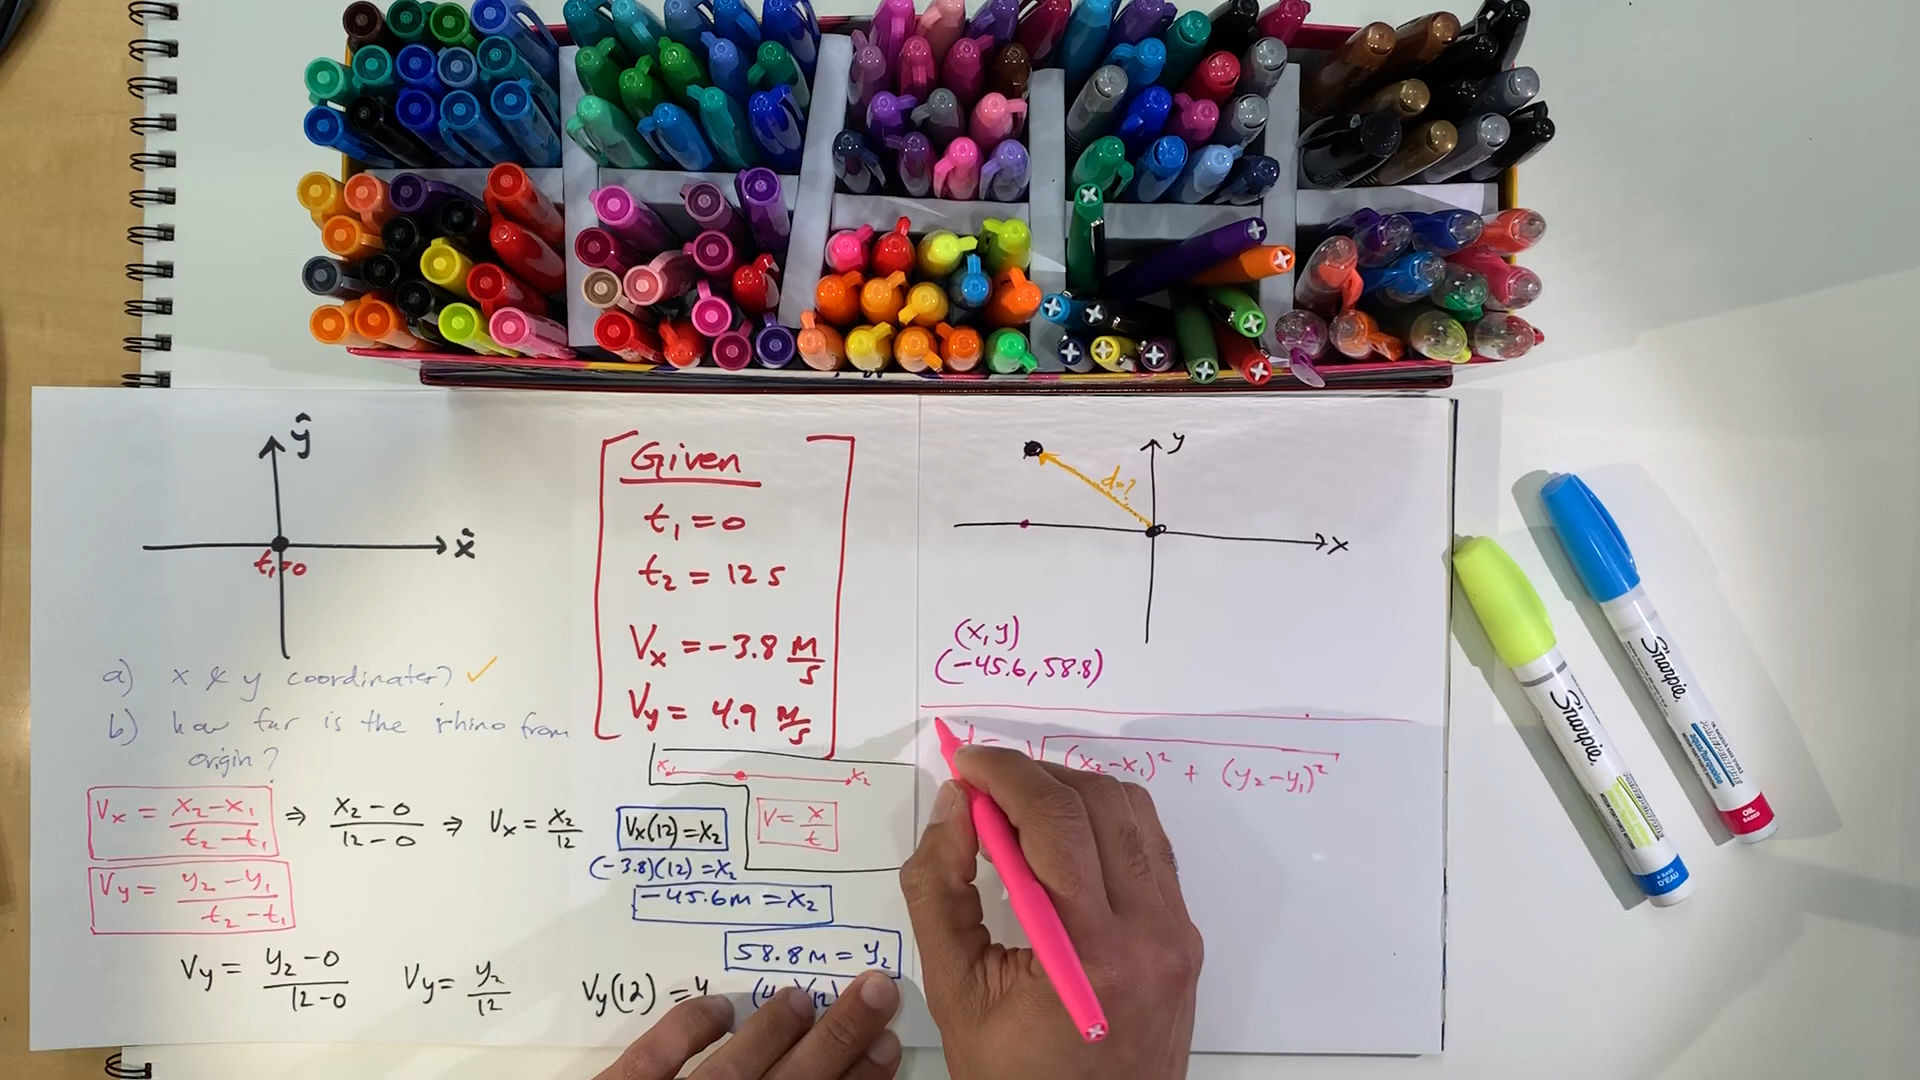 ŷ
x̂
t₁=0
a) x & y coordinates? ✓
b) how far is the rhino from
origin?
Vx = x₂-x₁ / t₂-t₁ ⇒ x₂-0 / 12-0 ⇒ Vx = x₂/12
Vy = y₂-y₁ / t₂-t₁
Vy = y₂-0 / 12-0 Vy = y₂/12 Vy(12) = y
Given
t₁=0
t₂ = 12 s
Vx = -3.8 m/s
Vy = 4.9 m/s
x₁ x₂
V = x/t
Vx(12)=x₂
(-3.8)(12)=x₂
-45.6m=x₂
58.8m = y₂
y
d=?
x
(x,y)
(-45.6,58.8)
d = √(x₂-x₁)² + (y₂-y₁)²
Sharpie
Sharpie
OIL
À BASE
D'EAU